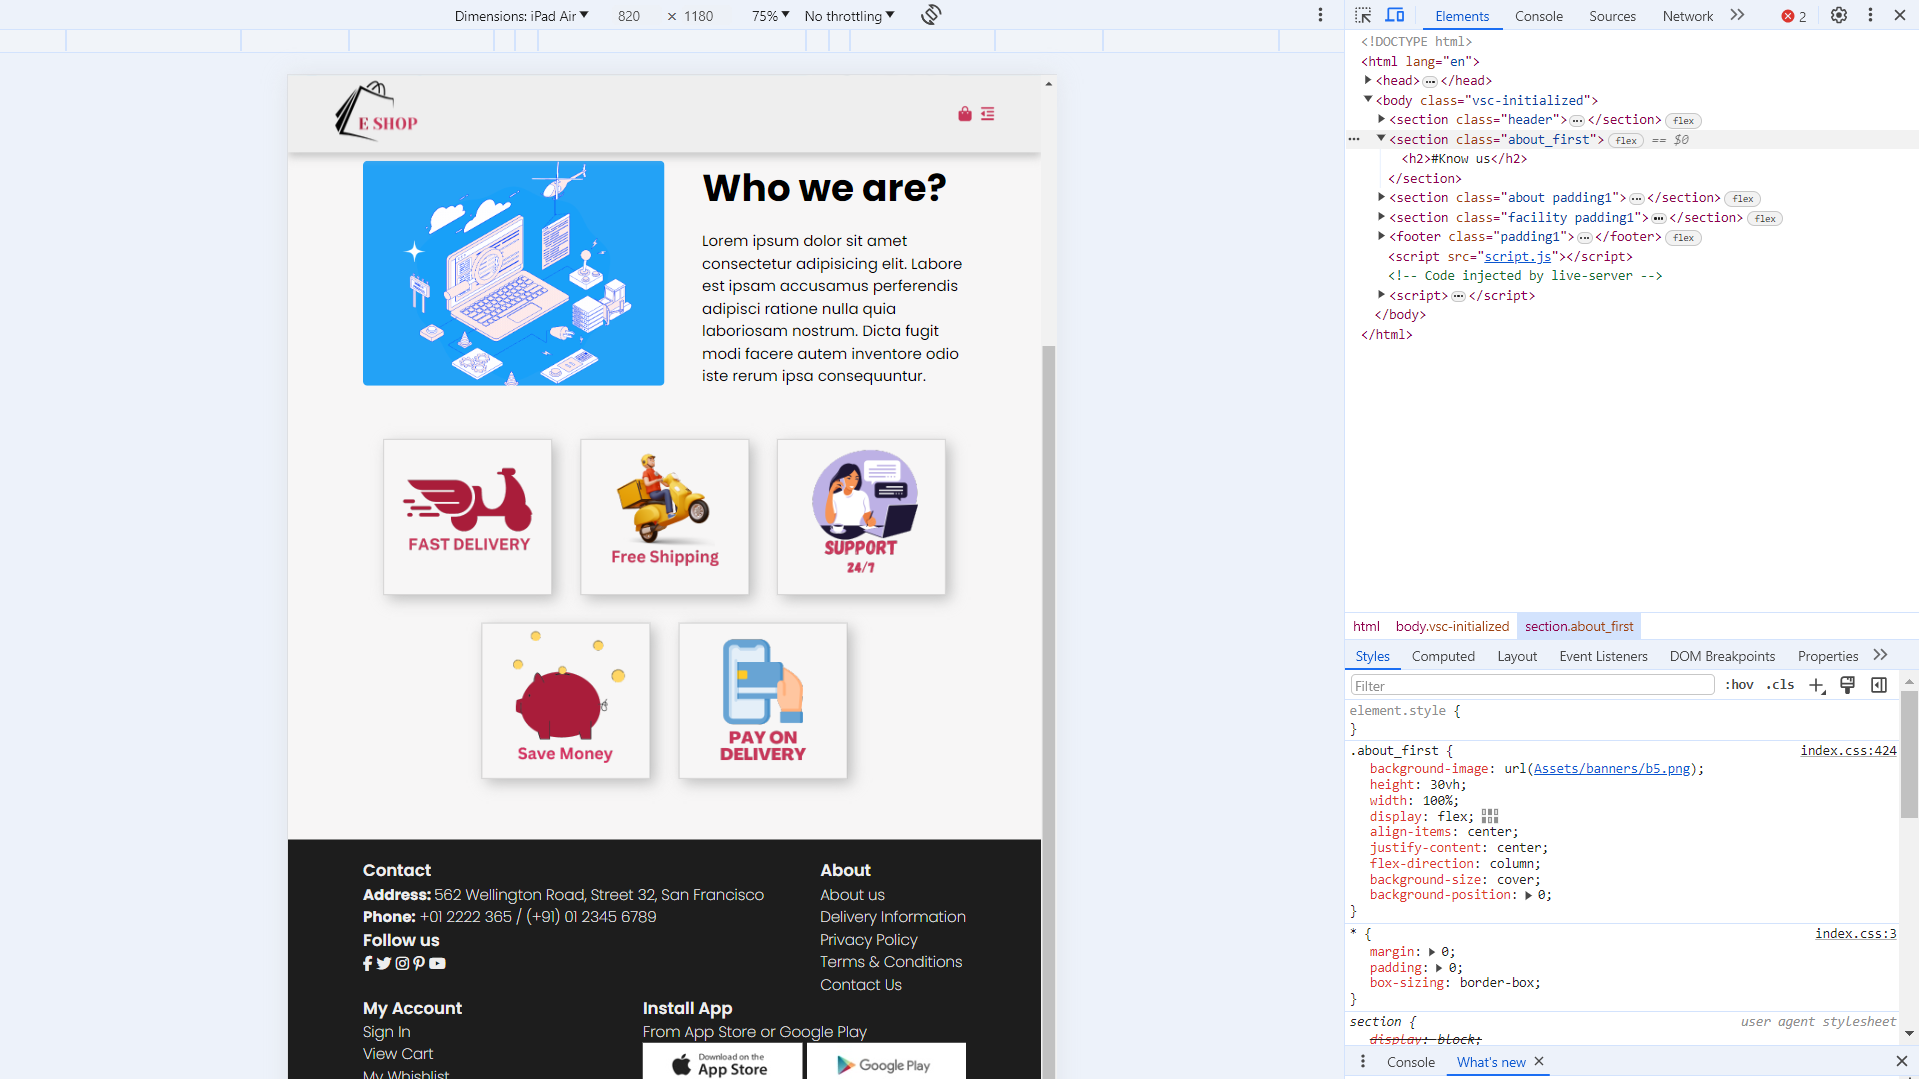 Dimensions: iPad Air 820 × 1180 75% No throttling
E SHOP
Who we are?
Lorem ipsum dolor sit amet
consectetur adipisicing elit. Labore
est ipsam accusamus perferendis
adipisci ratione nulla quia
laboriosam nostrum. Dicta fugit
modi facere autem inventore odio
iste rerum ipsa consequuntur.
FAST DELIVERY
Free Shipping
SUPPORT
24/7
Save Money
PAY ON
DELIVERY
Contact
Address: 562 Wellington Road, Street 32, San Francisco
Phone: +01 2222 365 / (+91) 01 2345 6789
Follow us
About
About us
Delivery Information
Privacy Policy
Terms & Conditions
Contact Us
My Account
Sign In
View Cart
My Whishlist
Install App
From App Store or Google Play
Download on the
App Store
Google Play
Elements Console Sources Network 2
<!DOCTYPE html>
<html lang="en">
<head> ··· </head>
<body class="vsc-initialized">
<section class="header"> ··· </section> flex
··· <section class="about_first"> flex == $0
<h2>#Know us</h2>
</section>
<section class="about padding1"> ··· </section> flex
<section class="facility padding1"> ··· </section> flex
<footer class="padding1"> ··· </footer> flex
<script src="script.js"></script>
<!-- Code injected by live-server -->
<script> ··· </script>
</body>
</html>
html body.vsc-initialized section.about_first
Styles Computed Layout Event Listeners DOM Breakpoints Properties
Filter :hov .cls
element.style {
}
.about_first { index.css:424
background-image: url(Assets/banners/b5.png);
height: 30vh;
width: 100%;
display: flex;
align-items: center;
justify-content: center;
flex-direction: column;
background-size: cover;
background-position: 0;
}
* { index.css:3
margin: 0;
padding: 0;
box-sizing: border-box;
}
section { user agent stylesheet
display: block;
Console What's new